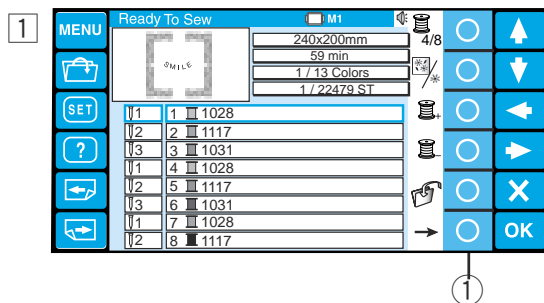 1
MENU
Ready To Sew M1
SMILE
240x200mm
59 min
1 / 13 Colors
1 / 22479 ST
4/8
SET
?
1 1 1028
2 2 1117
3 3 1031
1 4 1028
2 5 1117
3 6 1031
1 7 1028
2 8 1117
OK
1